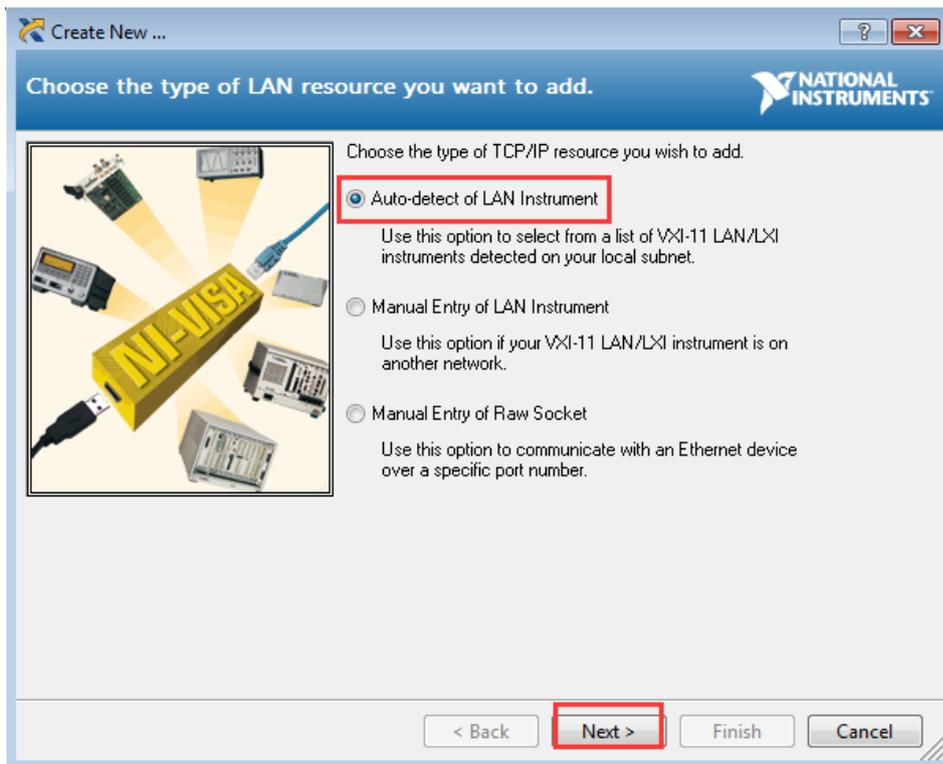 Create New ...
Choose the type of LAN resource you want to add.
NATIONAL
INSTRUMENTS™
Choose the type of TCP/IP resource you wish to add.
Auto-detect of LAN Instrument
Use this option to select from a list of VXI-11 LAN/LXI
instruments detected on your local subnet.
Manual Entry of LAN Instrument
Use this option if your VXI-11 LAN/LXI instrument is on
another network.
Manual Entry of Raw Socket
Use this option to communicate with an Ethernet device
over a specific port number.
NI-VISA
< Back
Next >
Finish
Cancel